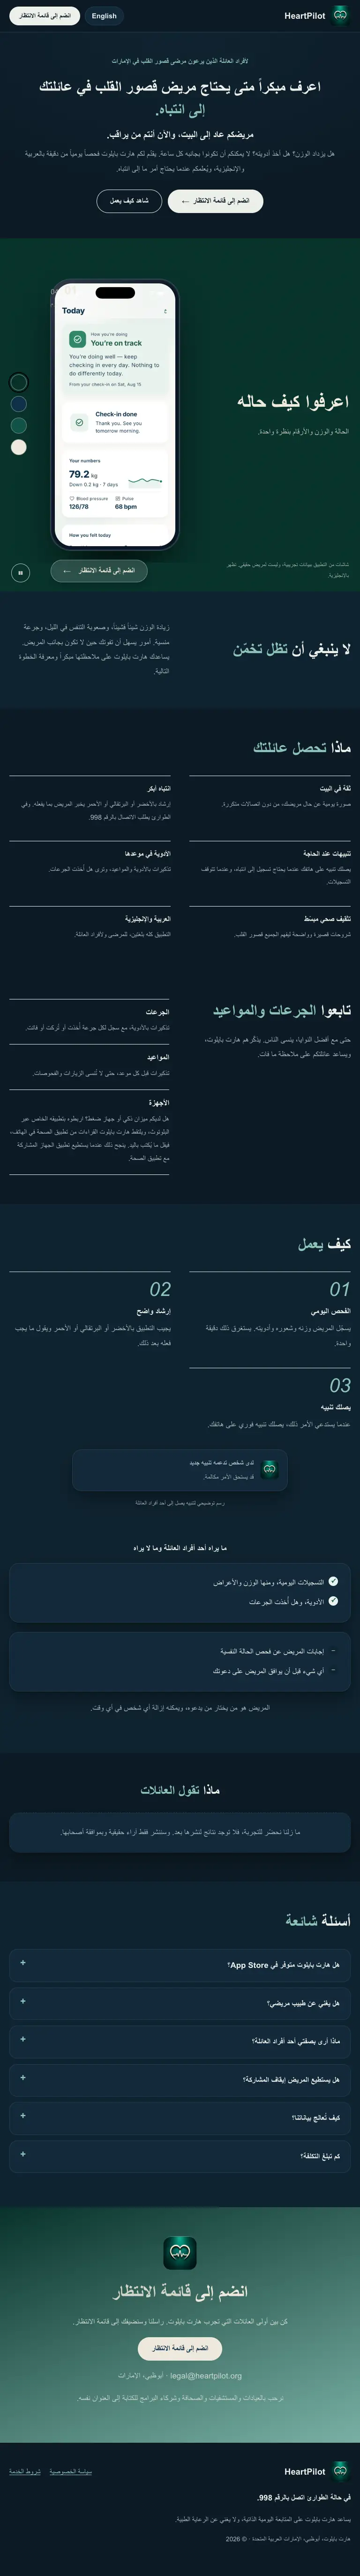 HeartPilot
English
انضم إلى قائمة الانتظار
لأفراد العائلة الذين يرعون مرضى قصور القلب في الإمارات
اعرف مبكراً متى يحتاج مريض قصور القلب في عائلتك
إلى انتباه.
مريضكم عاد إلى البيت، والآن أنتم من يراقب.
هل يزداد الوزن؟ هل أخذ أدويته؟ لا يمكنكم أن تكونوا بجانبه كل ساعة. يقدّم لكم هارت بايلوت فحصاً يومياً من دقيقة بالعربية
والإنجليزية، ويُعلمكم عندما يحتاج أمر ما إلى انتباه.
انضم إلى قائمة الانتظار ←
شاهد كيف يعمل
Today
How you're doing
You're on track
You're doing well — keep
checking in every day. Nothing to
do differently today.
From your check-in on Sat, Aug 15
Check-in done
Thank you. See you
tomorrow morning.
Your numbers
79.2 kg
Down 0.2 kg · 7 days
Blood pressure
126/78
Pulse
68 bpm
How you felt today
اعرفوا كيف حاله
الحالة والوزن والأرقام بنظرة واحدة.
انضم إلى قائمة الانتظار ←
شاشات من التطبيق ببيانات تجريبية، وليست لمريض حقيقي. تظهر
بالإنجليزية.
لا ينبغي أن تظل تخمّن
زيادة الوزن شيئاً فشيئاً، وصعوبة التنفس في الليل، وجرعة
منسية. أمور يسهل أن تفوتك حين لا تكون بجانب المريض.
يساعدك هارت بايلوت على ملاحظتها مبكراً ومعرفة الخطوة
التالية.
ماذا تحصل عائلتك
ثقة في البيت
صورة يومية عن حال مريضك، من دون اتصالات متكررة.
انتباه أبكر
إرشاد بالأخضر أو البرتقالي أو الأحمر يخبر المريض بما يفعله. وفي
الطوارئ يطلب الاتصال بالرقم 998.
تنبيهات عند الحاجة
يصلك تنبيه على هاتفك عندما يحتاج تسجيل إلى انتباه، وعندما تتوقف
التسجيلات.
الأدوية في موعدها
تذكيرات بالأدوية والمواعيد، وترى هل أُخذت الجرعات.
تثقيف صحي مبسّط
شروحات قصيرة وواضحة ليفهم الجميع قصور القلب.
العربية والإنجليزية
التطبيق كله بلغتين، للمرضى ولأفراد العائلة.
تابعوا الجرعات والمواعيد
حتى مع أفضل النوايا، ينسى الناس. يذكّرهم هارت بايلوت،
ويساعد عائلتكم على ملاحظة ما فات.
الجرعات
تذكيرات بالأدوية، مع سجل لكل جرعة أُخذت أو تُركت أو فاتت.
المواعيد
تذكيرات قبل كل موعد، حتى لا تُنسى الزيارات والفحوصات.
الأجهزة
هل لديكم ميزان ذكي أو جهاز ضغط؟ اربطوه بتطبيقه الخاص عبر
البلوتوث، ويلتقط هارت بايلوت القراءات من تطبيق الصحة في الهاتف،
فيقل ما يُكتب باليد. ينجح ذلك عندما يستطيع تطبيق الجهاز المشاركة
مع تطبيق الصحة.
كيف يعمل
01
الفحص اليومي
يسجّل المريض وزنه وشعوره وأدويته. يستغرق ذلك دقيقة
واحدة.
02
إرشاد واضح
يجيب التطبيق بالأخضر أو البرتقالي أو الأحمر ويقول ما يجب
فعله بعد ذلك.
03
يصلك تنبيه
عندما يستدعي الأمر ذلك، يصلك تنبيه فوري على هاتفك.
لدى شخص تدعمه تنبيه جديد
قد يستحق الأمر مكالمة.
رسم توضيحي لتنبيه يصل إلى أحد أفراد العائلة
ما يراه أحد أفراد العائلة وما لا يراه
التسجيلات اليومية، ومنها الوزن والأعراض
الأدوية، وهل أُخذت الجرعات
– إجابات المريض عن فحص الحالة النفسية
– أي شيء قبل أن يوافق المريض على دعوتك
المريض هو من يختار من يدعوه، ويمكنه إزالة أي شخص في أي وقت.
ماذا تقول العائلات
ما زلنا نحضّر للتجربة، فلا توجد نتائج لننشرها بعد. وسننشر فقط آراء حقيقية وبموافقة أصحابها.
أسئلة شائعة
هل هارت بايلوت متوفر في App Store؟
+
هل يغني عن طبيب مريضي؟
+
ماذا أرى بصفتي أحد أفراد العائلة؟
+
هل يستطيع المريض إيقاف المشاركة؟
+
كيف تُعالج بياناتنا؟
+
كم تبلغ التكلفة؟
+
انضم إلى قائمة الانتظار
كن بين أولى العائلات التي تجرب هارت بايلوت. راسلنا وسنضيفك إلى قائمة الانتظار.
انضم إلى قائمة الانتظار
legal@heartpilot.org · أبوظبي، الإمارات
نرحب بالعيادات والمستشفيات والصحافة وشركاء البرامج للكتابة إلى العنوان نفسه.
HeartPilot
سياسة الخصوصية
شروط الخدمة
في حالة الطوارئ اتصل بالرقم 998.
يساعد هارت بايلوت على المتابعة اليومية الذاتية، ولا يغني عن الرعاية الطبية.
هارت بايلوت، أبوظبي، الإمارات العربية المتحدة · © 2026